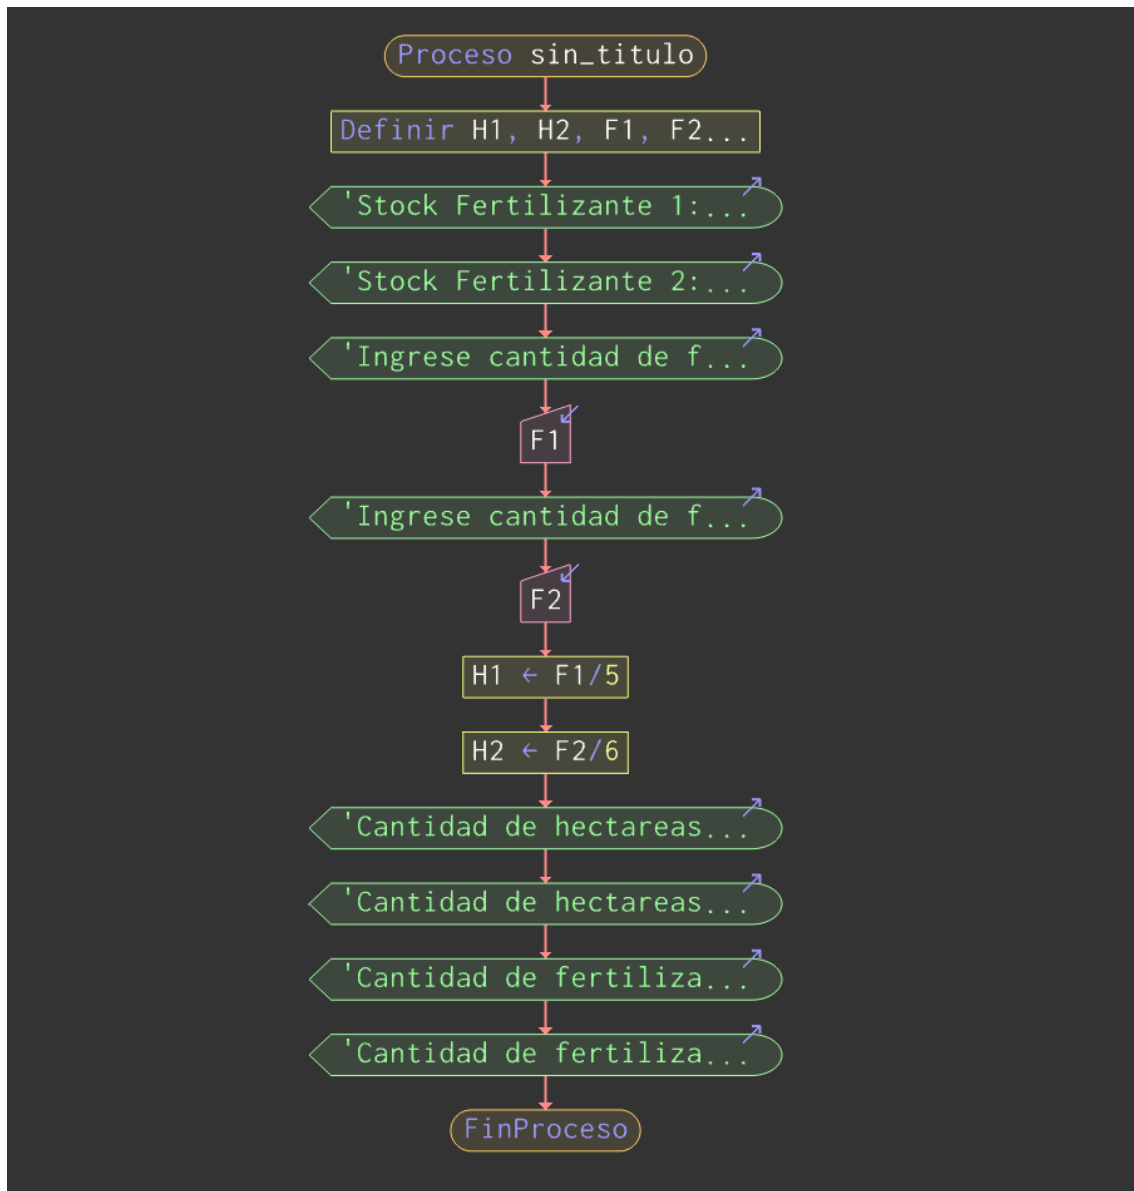 Proceso sin_titulo
Definir H1, H2, F1, F2...
'Stock Fertilizante 1:...
'Stock Fertilizante 2:...
'Ingrese cantidad de f...
F1
'Ingrese cantidad de f...
F2
H1 ← F1/5
H2 ← F2/6
'Cantidad de hectareas...
'Cantidad de hectareas...
'Cantidad de fertiliza...
'Cantidad de fertiliza...
FinProceso